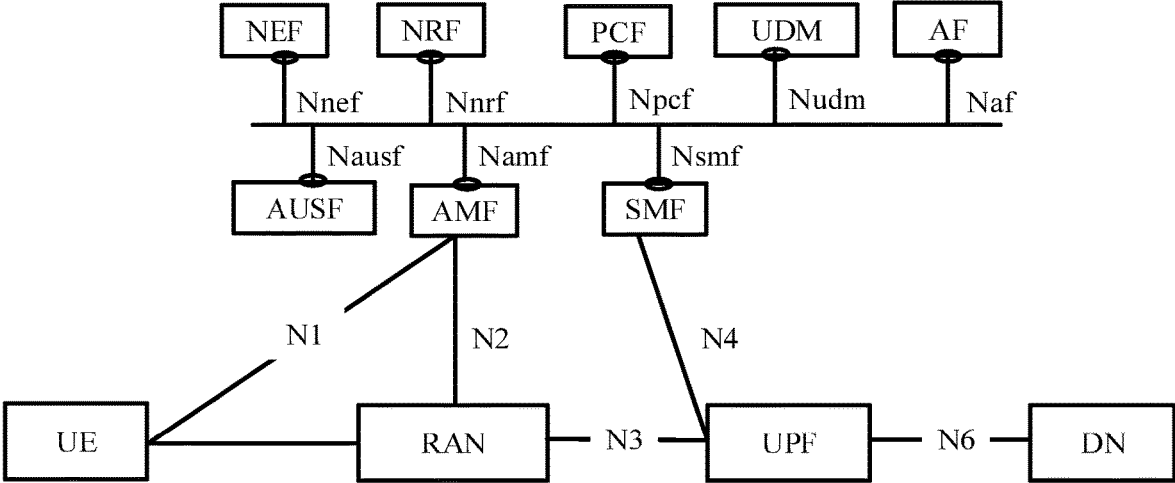 NEF NRF PCF UDM AF
Nnef Nnrf Npcf Nudm Naf
Nausf Namf Nsmf
AUSF AMF SMF
N1 N2 N4
UE RAN N3 UPF N6 DN